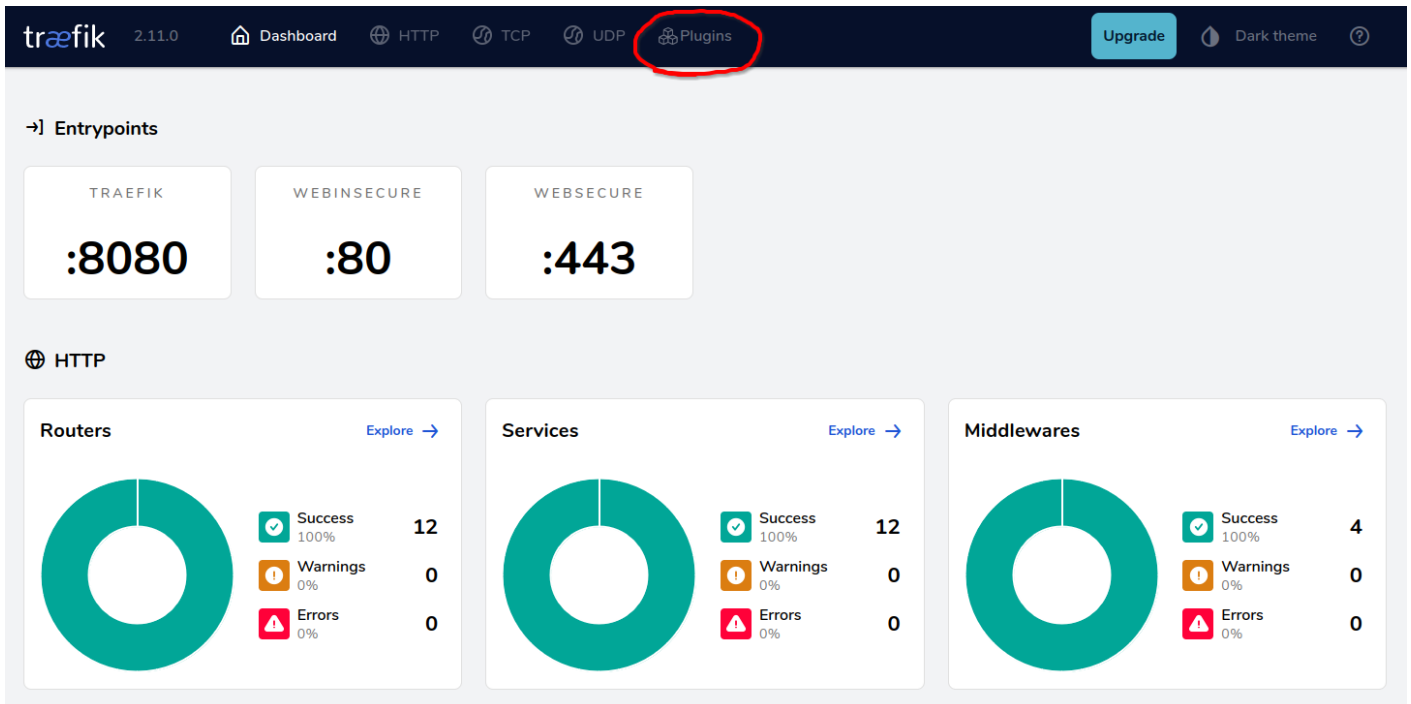 træfik 2.11.0 Dashboard HTTP TCP UDP Plugins Upgrade Dark theme
Entrypoints
TRAEFIK WEBINSECURE WEBSECURE
:8080 :80 :443
HTTP
Routers Explore
Success 12
100%
Warnings 0
0%
Errors 0
0%
Services Explore
Success 12
100%
Warnings 0
0%
Errors 0
0%
Middlewares Explore
Success 4
100%
Warnings 0
0%
Errors 0
0%